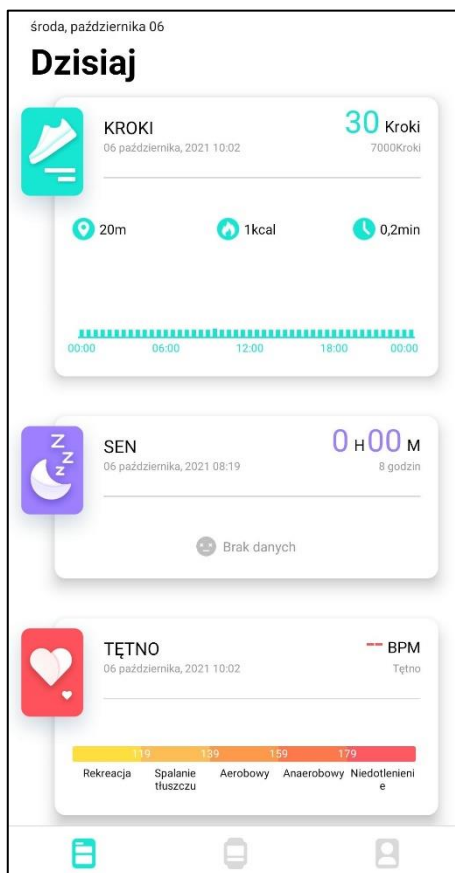 środa, października 06
Dzisiaj
KROKI
30 Kroki
06 października, 2021 10:02
7000Kroki
20m
1kcal
0,2min
00:00 06:00 12:00 18:00 00:00
Z
Z
Z
SEN
0 H 00 M
06 października, 2021 08:19
8 godzin
Brak danych
TĘTNO
-- BPM
06 października, 2021 10:02
Tętno
119 139 159 179
Rekreacja Spalanie Aerobowy Anaerobowy Niedotlenieni
tłuszczu e